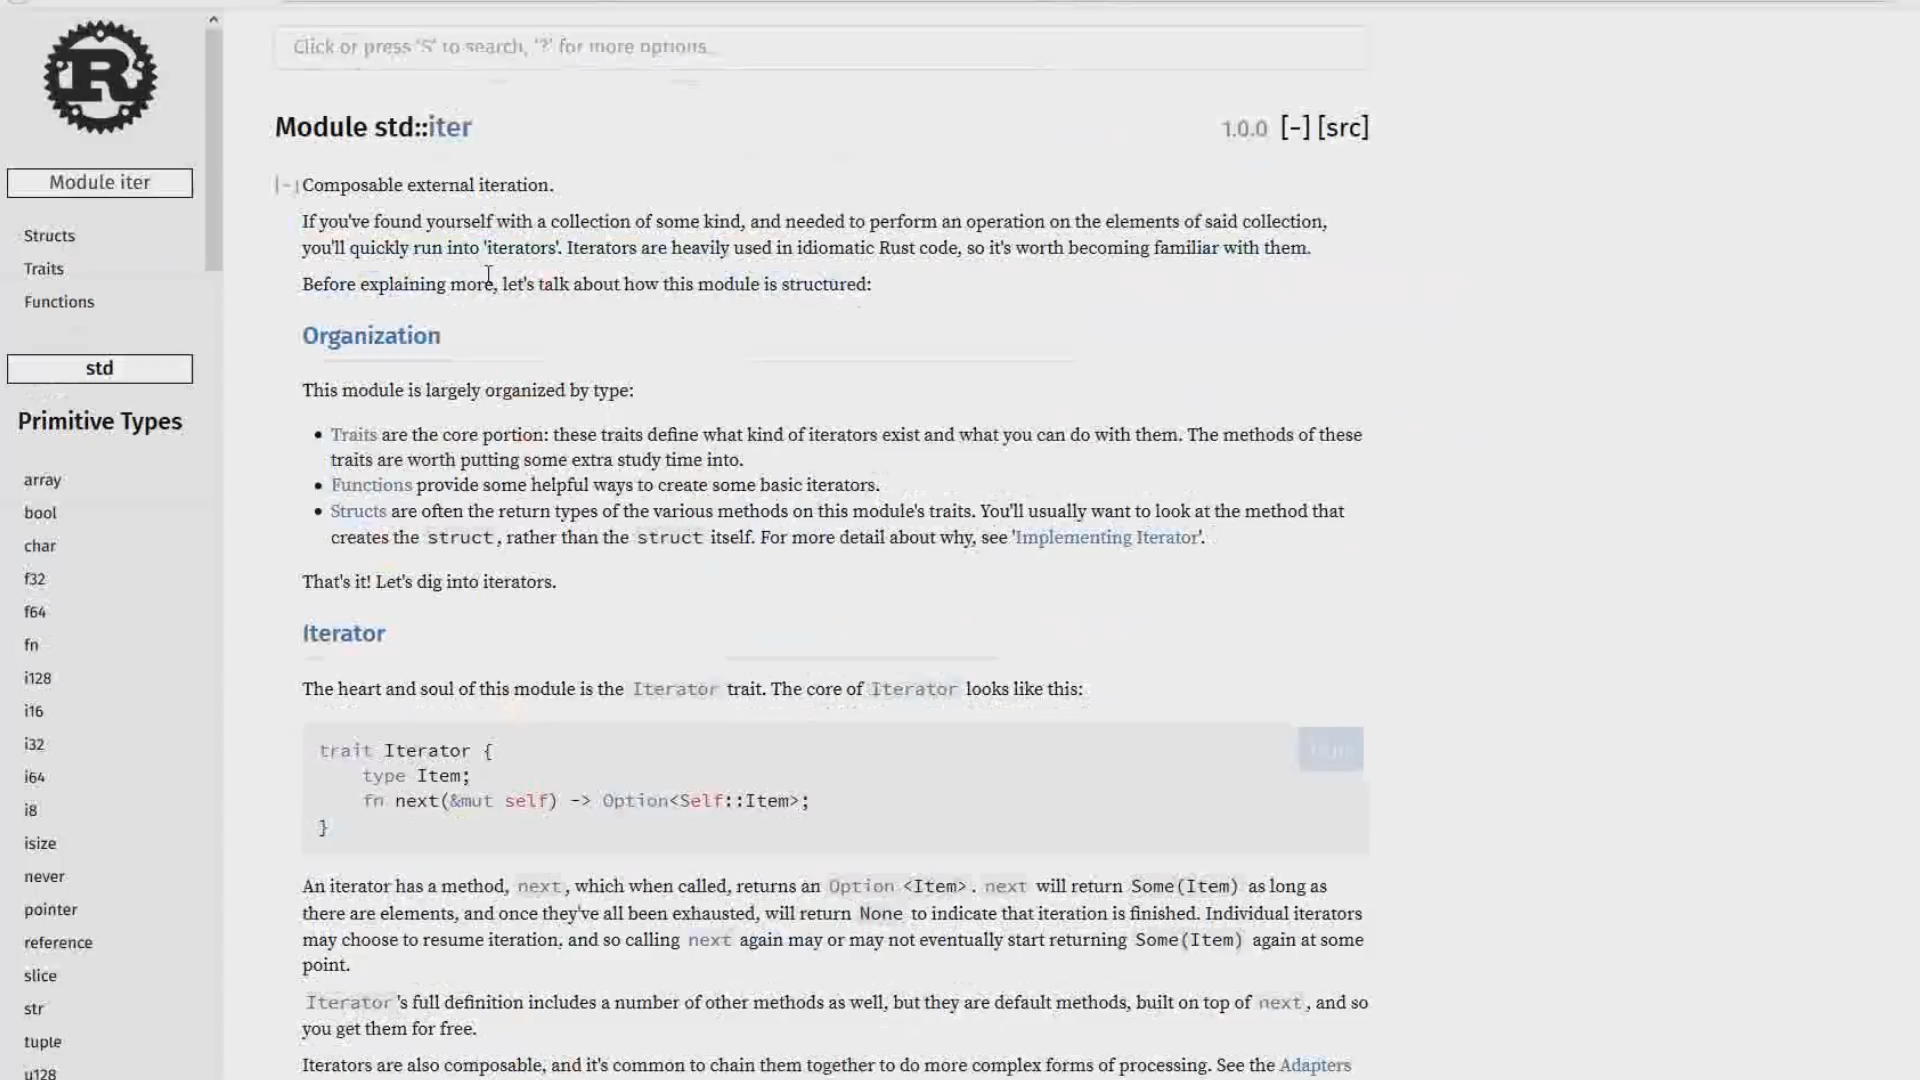 Click or press 'S' to search, '?' for more options...
Module std::iter
1.0.0 [-] [src]
Module iter
Structs
Traits
Functions
std
Primitive Types
array
bool
char
f32
f64
fn
i128
i16
i32
i64
i8
isize
never
pointer
reference
slice
str
tuple
u128
[-] Composable external iteration.
If you've found yourself with a collection of some kind, and needed to perform an operation on the elements of said collection,
you'll quickly run into 'iterators'. Iterators are heavily used in idiomatic Rust code, so it's worth becoming familiar with them.
Before explaining more, let's talk about how this module is structured:
Organization
This module is largely organized by type:
• Traits are the core portion: these traits define what kind of iterators exist and what you can do with them. The methods of these
traits are worth putting some extra study time into.
• Functions provide some helpful ways to create some basic iterators.
• Structs are often the return types of the various methods on this module's traits. You'll usually want to look at the method that
creates the struct, rather than the struct itself. For more detail about why, see 'Implementing Iterator'.
That's it! Let's dig into iterators.
Iterator
The heart and soul of this module is the Iterator trait. The core of Iterator looks like this:
trait Iterator {
type Item;
fn next(&mut self) -> Option<Self::Item>;
}
An iterator has a method, next, which when called, returns an Option <Item>. next will return Some(Item) as long as
there are elements, and once they've all been exhausted, will return None to indicate that iteration is finished. Individual iterators
may choose to resume iteration, and so calling next again may or may not eventually start returning Some(Item) again at some
point.
Iterator 's full definition includes a number of other methods as well, but they are default methods, built on top of next, and so
you get them for free.
Iterators are also composable, and it's common to chain them together to do more complex forms of processing. See the Adapters